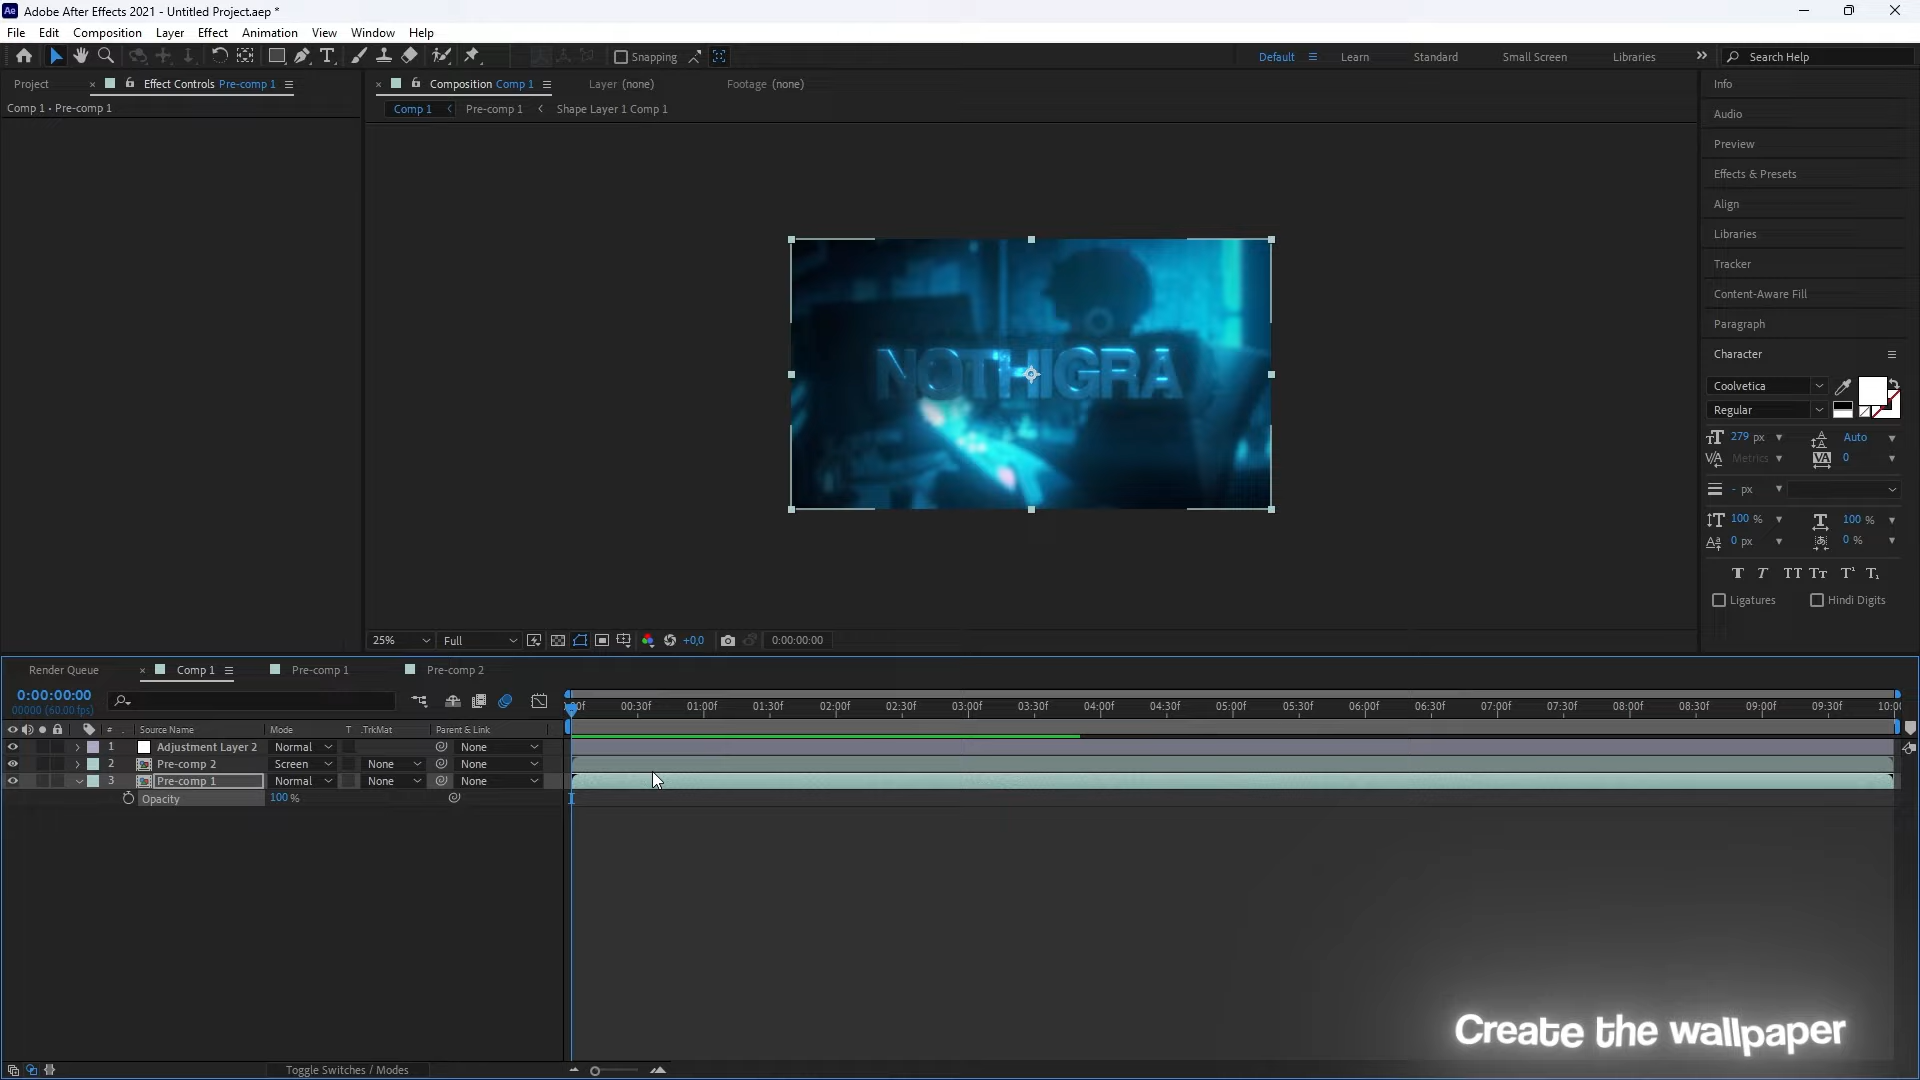 Adobe After Effects 2021 - Untitled Project.aep *
File Edit Composition Layer Effect Animation View Window Help
Snapping
Default Learn Standard Small Screen Libraries Search Help
Project Effect Controls Pre-comp 1
Comp 1 • Pre-comp 1
Composition Comp 1 Layer (none) Footage (none)
Comp 1 Pre-comp 1 Shape Layer 1 Comp 1
NOTHIGRA
25% Full +0,0 0:00:00:00
Info
Audio
Preview
Effects & Presets
Align
Libraries
Tracker
Content-Aware Fill
Paragraph
Character
Coolvetica
Regular
279 px Auto
Metrics 0
- px
100 % 100 %
0 px 0 %
Ligatures Hindi Digits
Render Queue Comp 1 Pre-comp 1 Pre-comp 2
0:00:00:00
00000 (60.00 fps)
00:30f 01:00f 01:30f 02:00f 02:30f 03:00f 03:30f 04:00f 04:30f 05:00f 05:30f 06:00f 06:30f 07:00f 07:30f 08:00f 08:30f 09:00f 09:30f
# Source Name Mode T .TrkMat Parent & Link
1 Adjustment Layer 2 Normal None
2 Pre-comp 2 Screen None None
3 Pre-comp 1 Normal None None
Opacity 100 %
Toggle Switches / Modes
Create the wallpaper